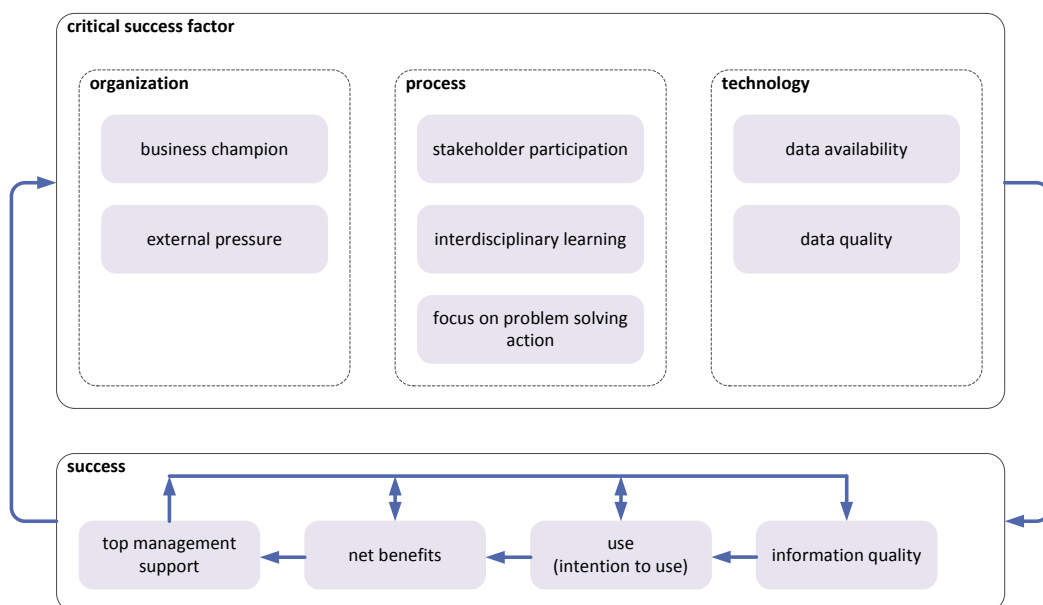 critical success factor
organization
business champion
external pressure
process
stakeholder participation
interdisciplinary learning
focus on problem solving
action
technology
data availability
data quality
success
top management
support
net benefits
use
(intention to use)
information quality